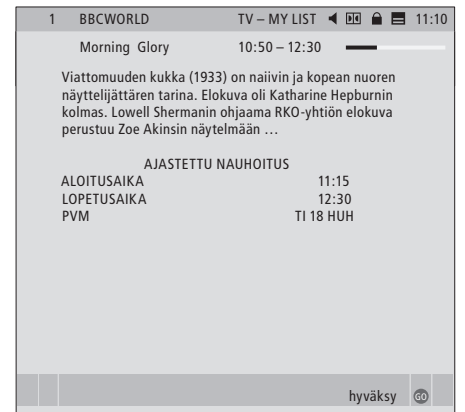 1 BBCWORLD TV – MY LIST 11:10
Morning Glory 10:50 – 12:30
Viattomuuden kukka (1933) on naiivin ja kopean nuoren
näyttelijättären tarina. Elokuva oli Katharine Hepburnin
kolmas. Lowell Shermanin ohjaama RKO-yhtiön elokuva
perustuu Zoe Akinsin näytelmään …
AJASTETTU NAUHOITUS
ALOITUSAIKA 11:15
LOPETUSAIKA 12:30
PVM TI 18 HUH
hyväksy GO